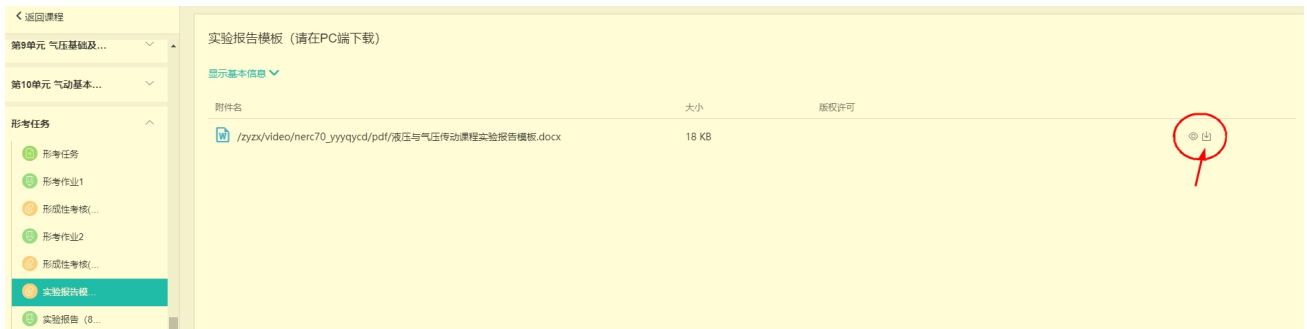 返回课程
第9单元 气压基础及...
第10单元 气动基本...
形考任务
形考任务
形考作业1
形成性考核(...
形考作业2
形成性考核(...
实验报告模...
实验报告（8...
实验报告模板（请在PC端下载）
显示基本信息
附件名 大小 版权许可
/zyzx/video/nerc70_yyyqycd/pdf/液压与气压传动课程实验报告模板.docx 18 KB